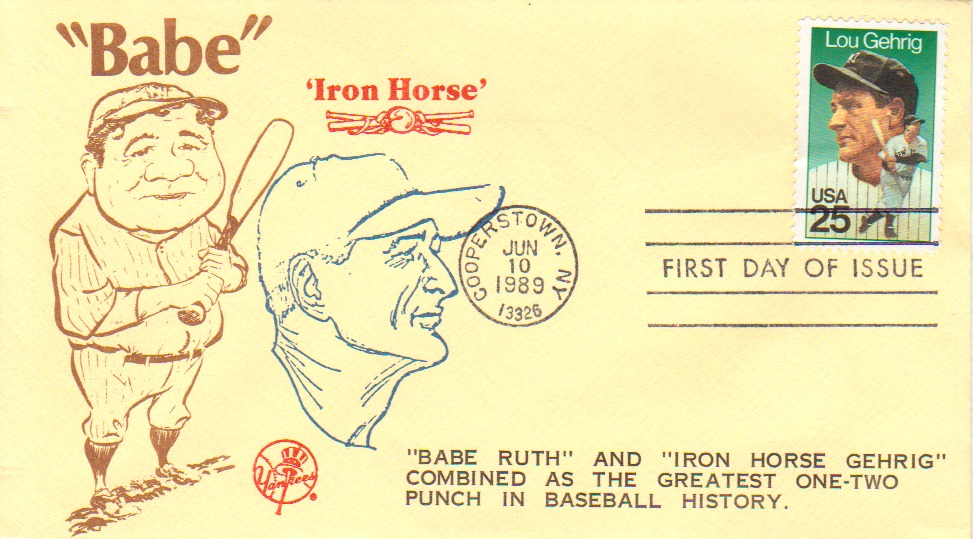 "Babe"
'Iron Horse'
Lou Gehrig
USA
25
COOPERSTOWN, NY
JUN
10
1989
13326
FIRST DAY OF ISSUE
Yankees
®
"BABE RUTH" AND "IRON HORSE GEHRIG"
COMBINED AS THE GREATEST ONE-TWO
PUNCH IN BASEBALL HISTORY.